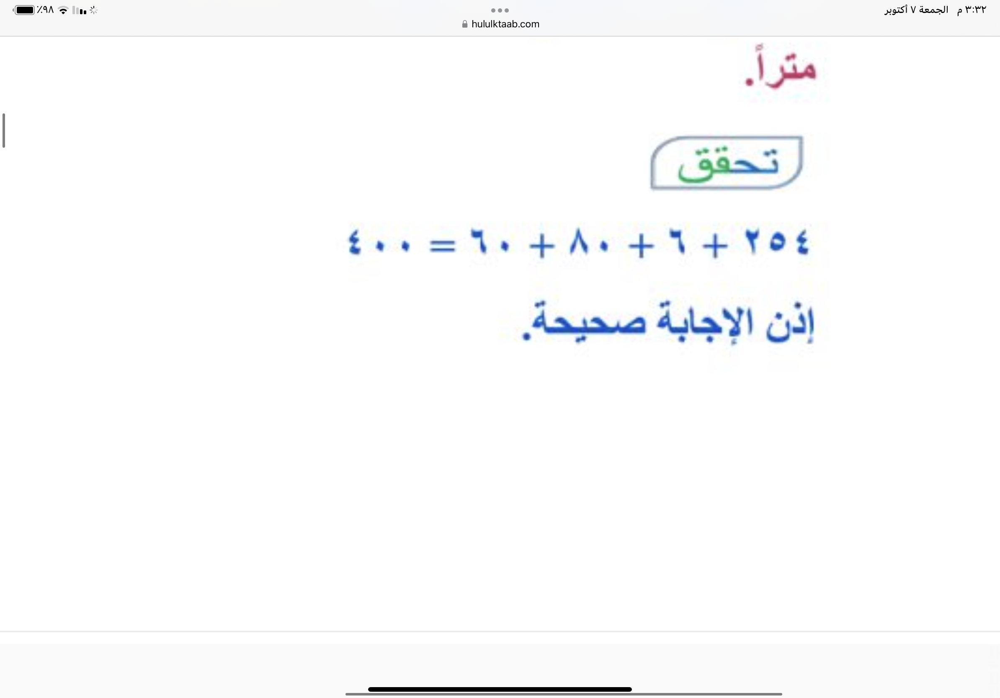 ٣:٣٢ م الجمعة ٧ أكتوبر
٪٩٨
hululktaab.com
متراً.
تحقق
٢٥٤ + ٦ + ٨٠ + ٦٠ = ٤٠٠
إذن الإجابة صحيحة.